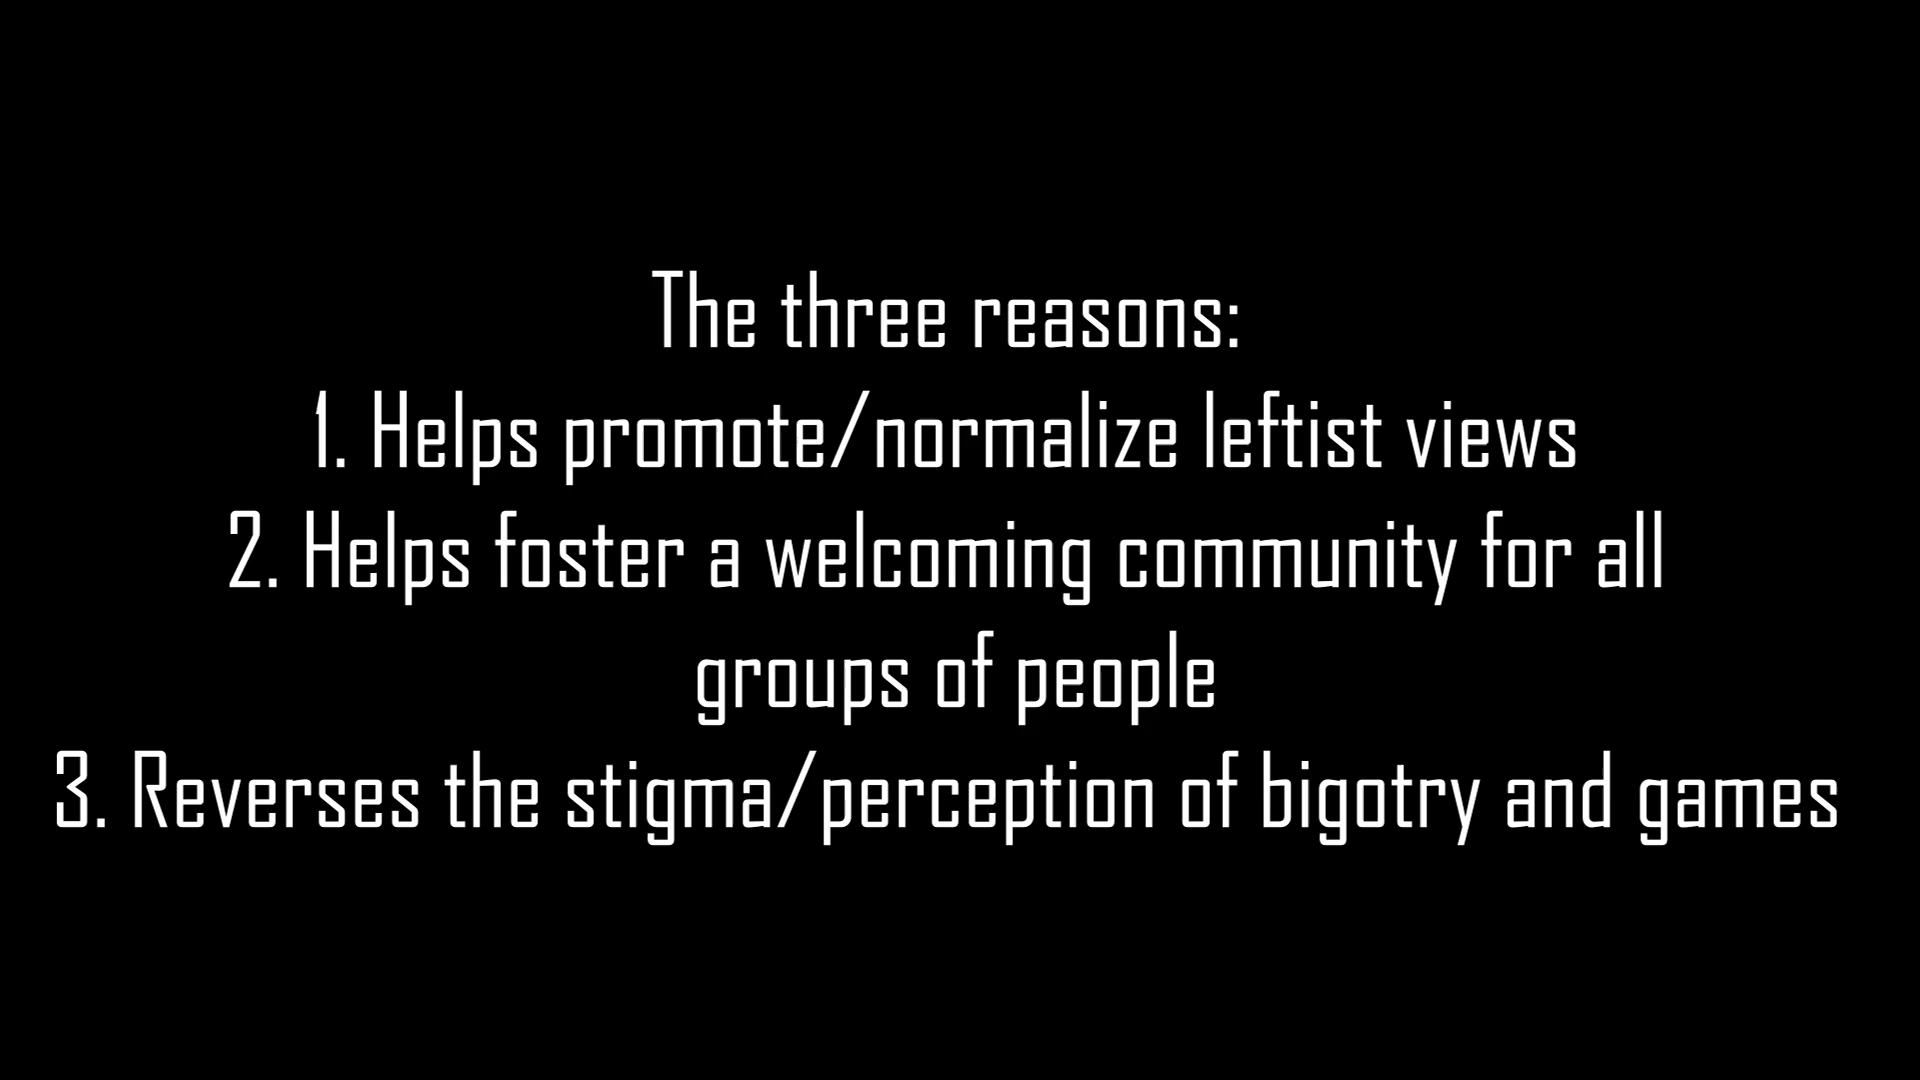 The three reasons:
1. Helps promote/normalize leftist views
2. Helps foster a welcoming community for all
groups of people
3. Reverses the stigma/perception of bigotry and games